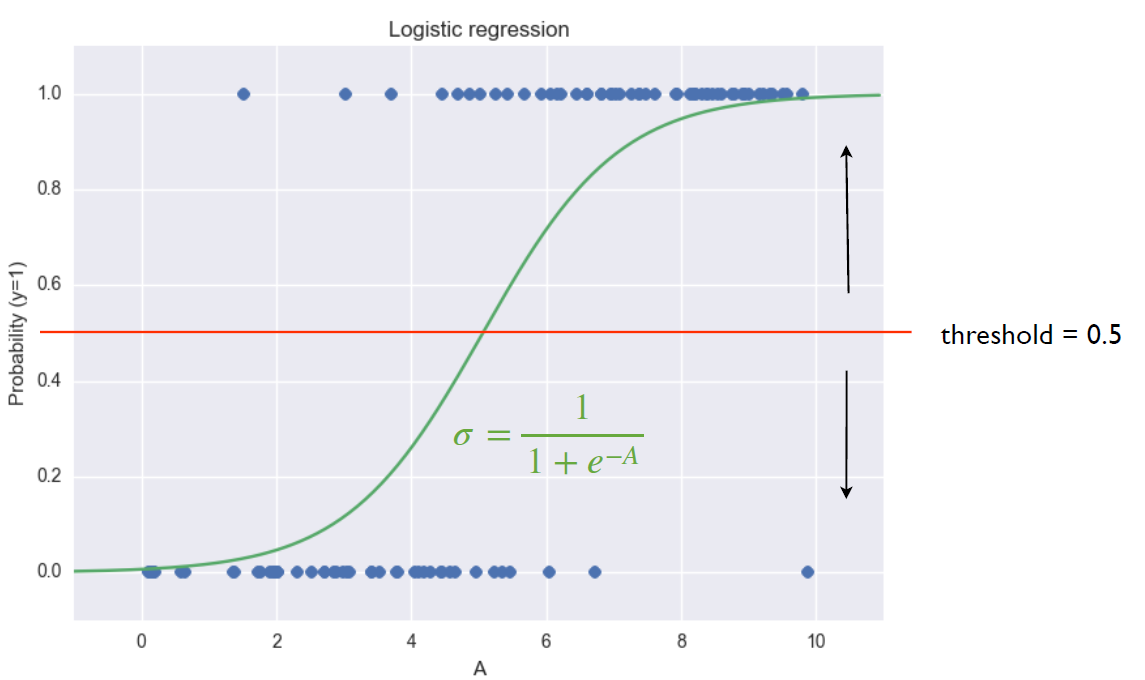 Logistic regression
Probability (y=1)
1.0
0.8
0.6
0.4
0.2
0.0
threshold = 0.5
σ = 1 / (1 + e^{−A})
0 2 4 6 8 10
A